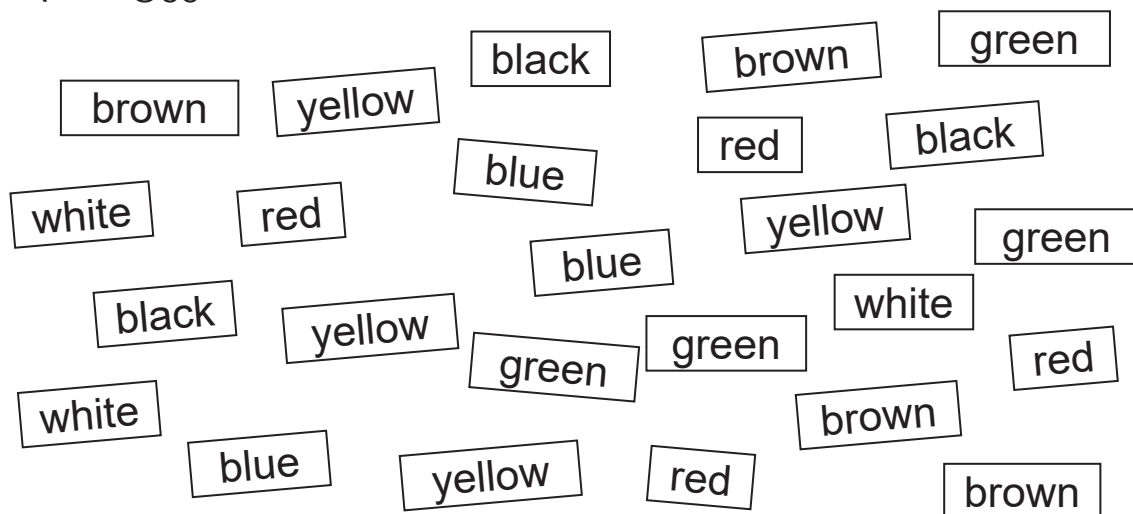 black
brown
green
brown
yellow
red
black
blue
white
red
yellow
green
blue
black
yellow
white
green
green
red
white
brown
blue
yellow
red
brown